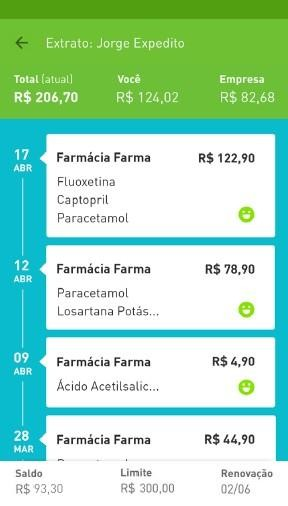 Extrato: Jorge Expedito
Total (atual) Você Empresa
R$ 206,70 R$ 124,02 R$ 82,68
17 ABR
Farmácia Farma R$ 122,90
Fluoxetina
Captopril
Paracetamol
12 ABR
Farmácia Farma R$ 78,90
Paracetamol
Losartana Potás...
09 ABR
Farmácia Farma R$ 4,90
Ácido Acetilsalic...
28 MAR
Farmácia Farma R$ 44,90
Saldo Limite Renovação
R$ 93,30 R$ 300,00 02/06